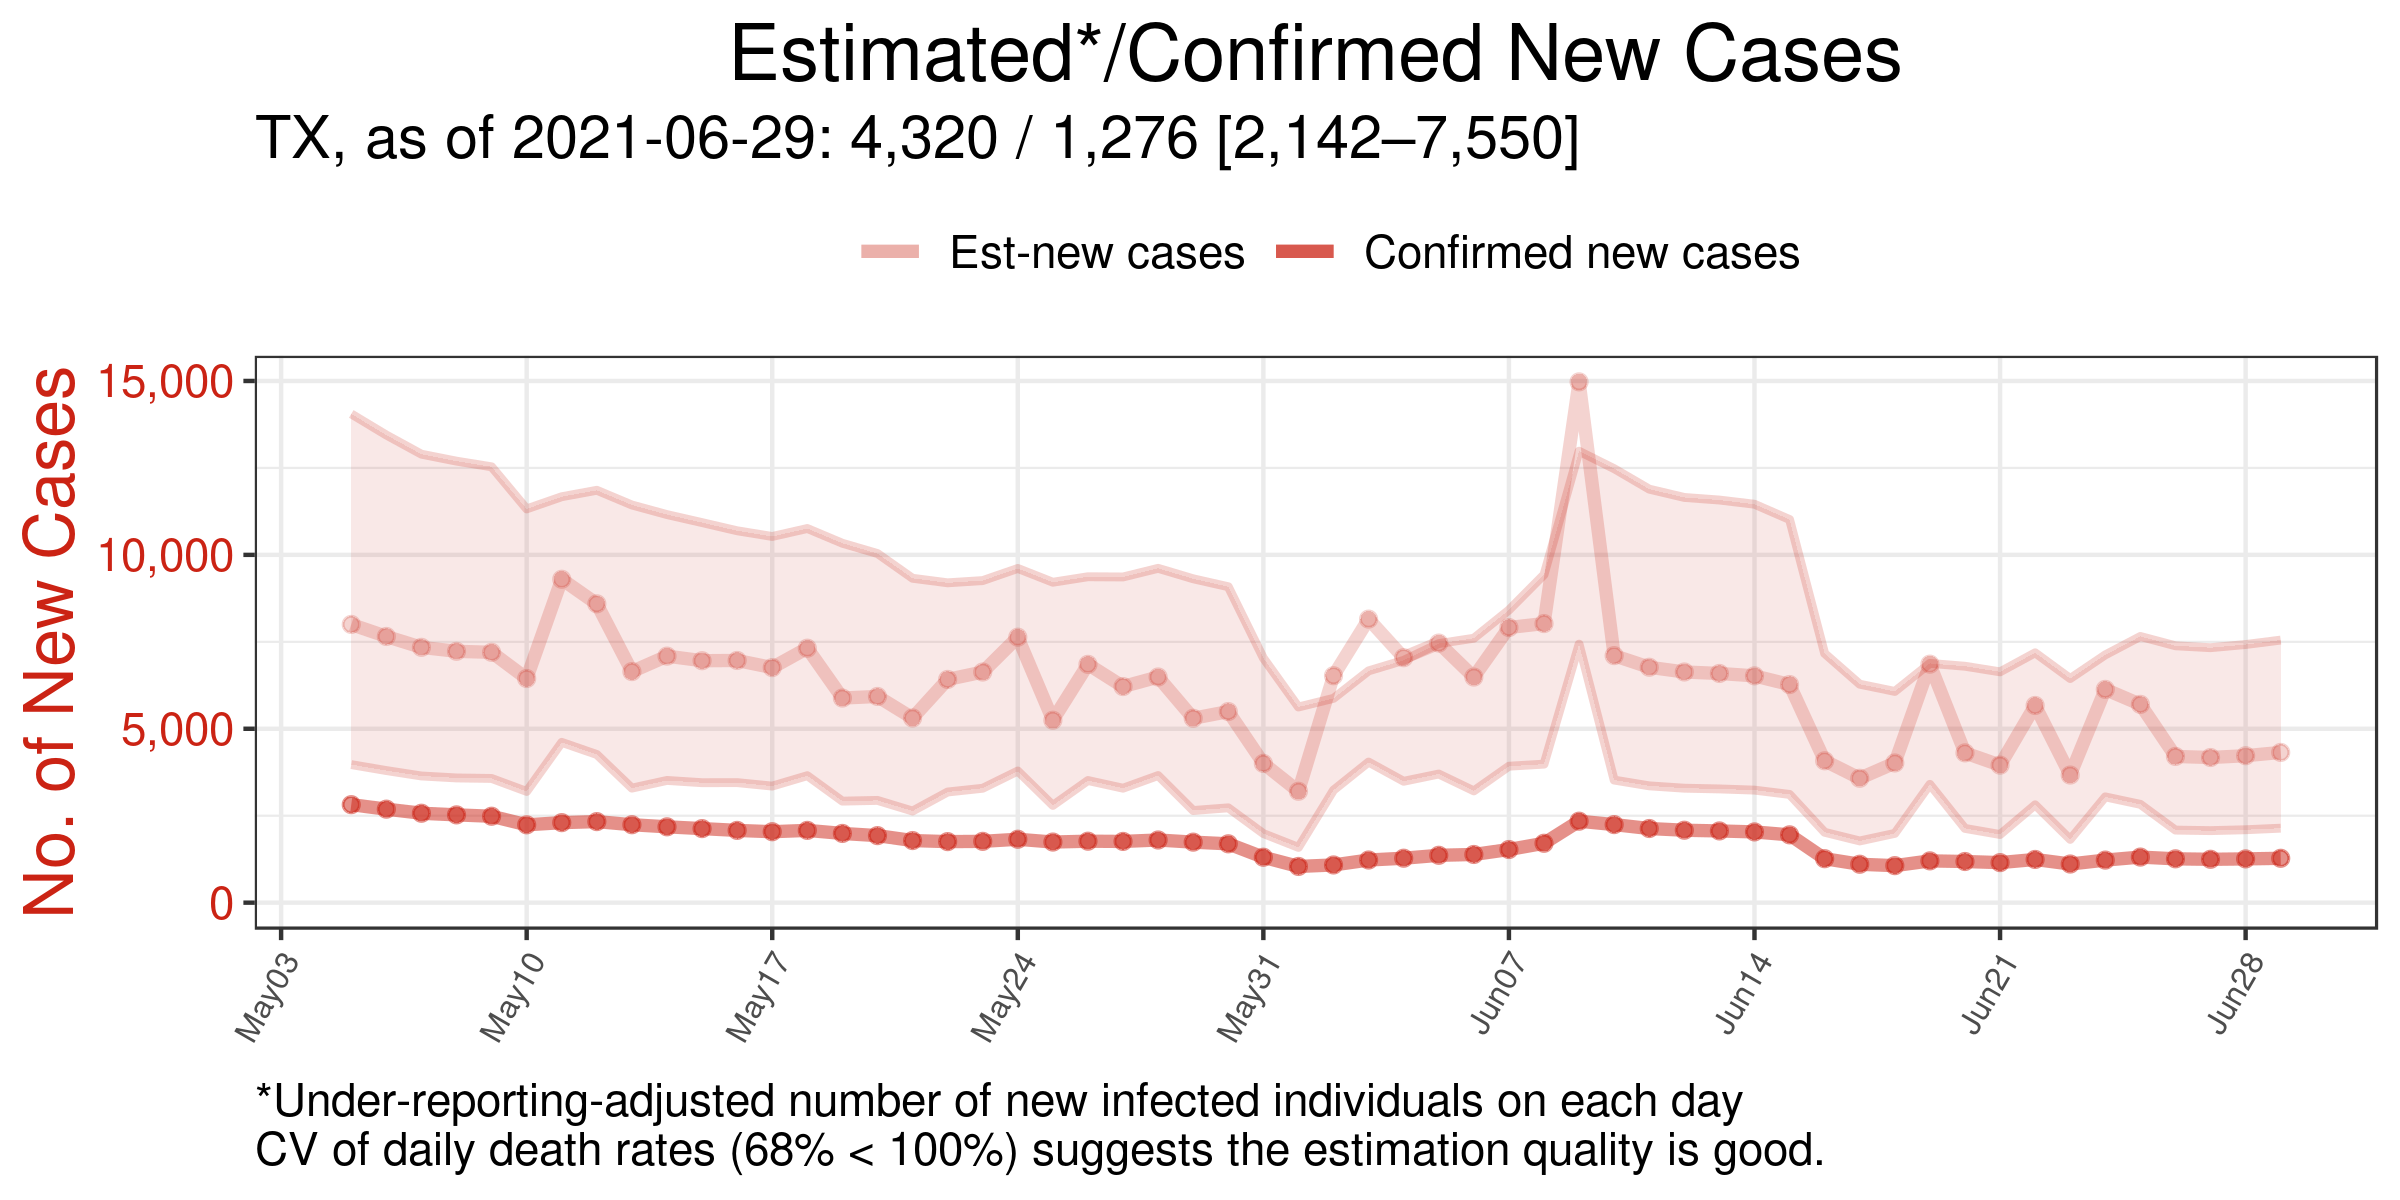 Estimated*/Confirmed New Cases
TX, as of 2021-06-29: 4,320 / 1,276 [2,142–7,550]
Est-new cases
Confirmed new cases
No. of New Cases
15,000
10,000
5,000
0
May03
May10
May17
May24
May31
Jun07
Jun14
Jun21
Jun28
*Under-reporting-adjusted number of new infected individuals on each day
CV of daily death rates (68% < 100%) suggests the estimation quality is good.